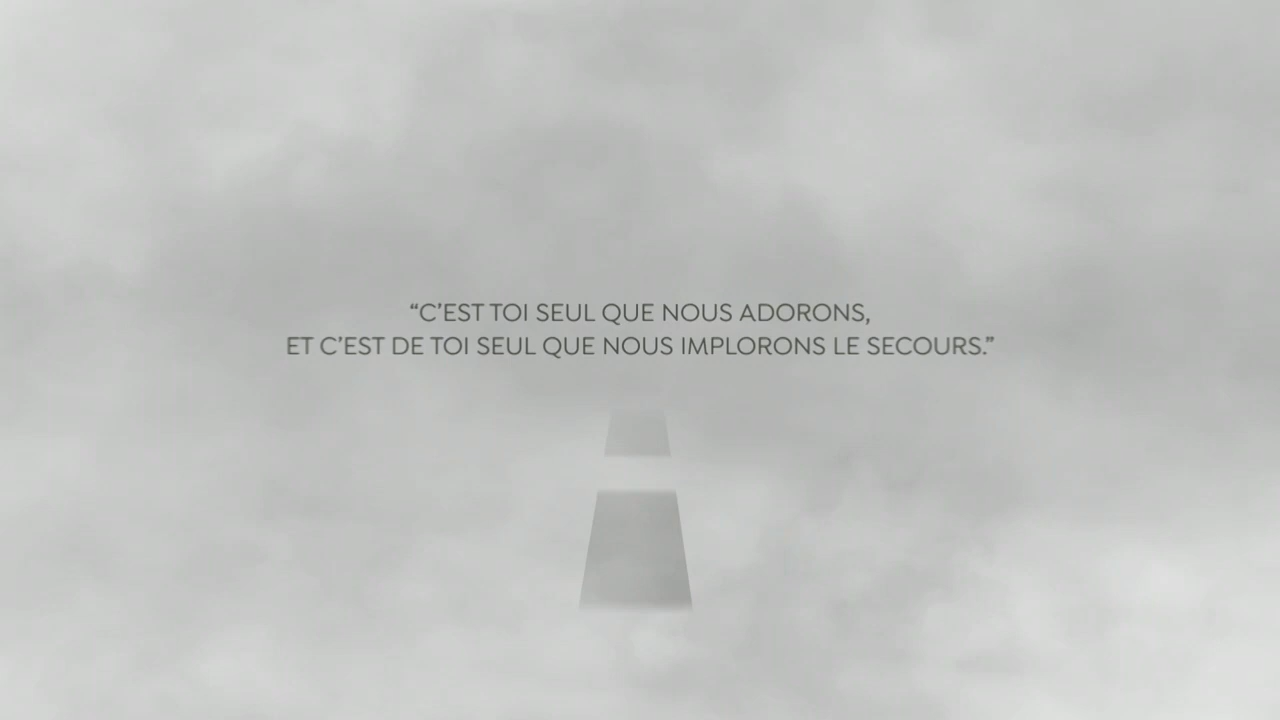 “C’EST TOI SEUL QUE NOUS ADORONS,
ET C’EST DE TOI SEUL QUE NOUS IMPLORONS LE SECOURS.”